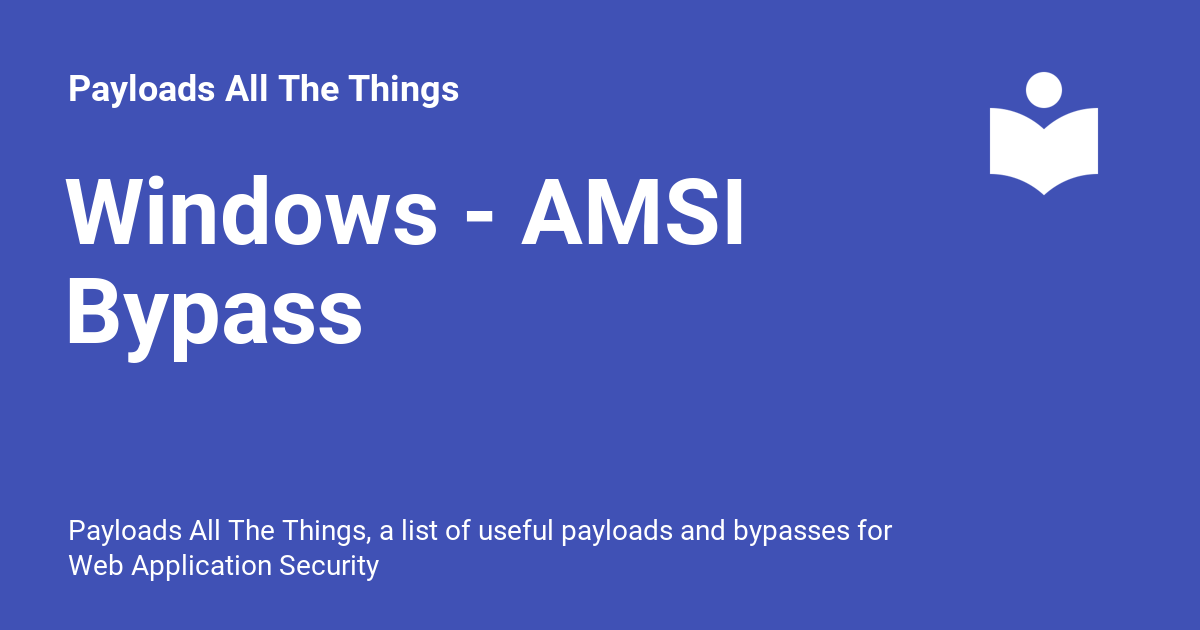 Payloads All The Things
Windows - AMSI
Bypass
Payloads All The Things, a list of useful payloads and bypasses for
Web Application Security